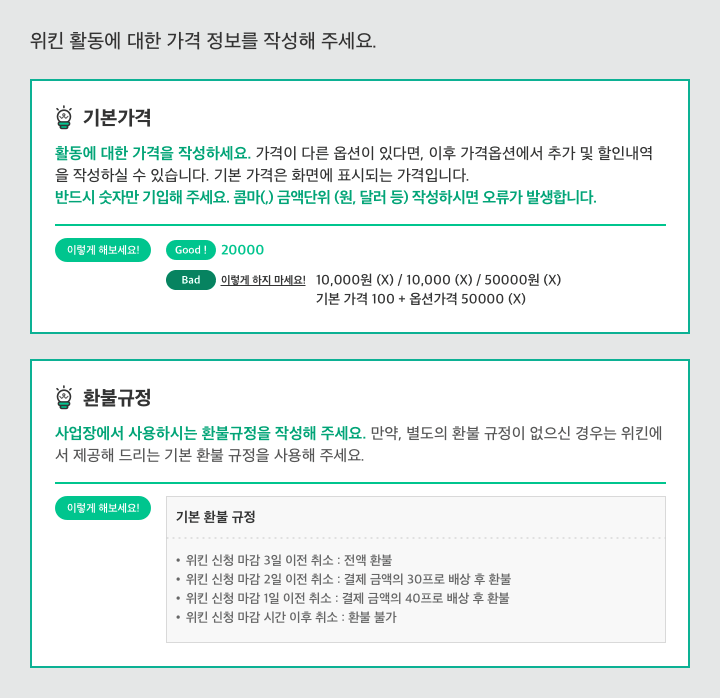 위킨 활동에 대한 가격 정보를 작성해 주세요.
기본가격
활동에 대한 가격을 작성하세요. 가격이 다른 옵션이 있다면, 이후 가격옵션에서 추가 및 할인내역
을 작성하실 수 있습니다. 기본 가격은 화면에 표시되는 가격입니다.
반드시 숫자만 기입해 주세요. 콤마(,) 금액단위 (원, 달러 등) 작성하시면 오류가 발생합니다.
이렇게 해보세요! Good ! 20000
Bad 이렇게 하지 마세요! 10,000원 (X) / 10,000 (X) / 50000원 (X)
기본 가격 100 + 옵션가격 50000 (X)
환불규정
사업장에서 사용하시는 환불규정을 작성해 주세요. 만약, 별도의 환불 규정이 없으신 경우는 위킨에
서 제공해 드리는 기본 환불 규정을 사용해 주세요.
이렇게 해보세요!
기본 환불 규정
• 위킨 신청 마감 3일 이전 취소 : 전액 환불
• 위킨 신청 마감 2일 이전 취소 : 결제 금액의 30프로 배상 후 환불
• 위킨 신청 마감 1일 이전 취소 : 결제 금액의 40프로 배상 후 환불
• 위킨 신청 마감 시간 이후 취소 : 환불 불가